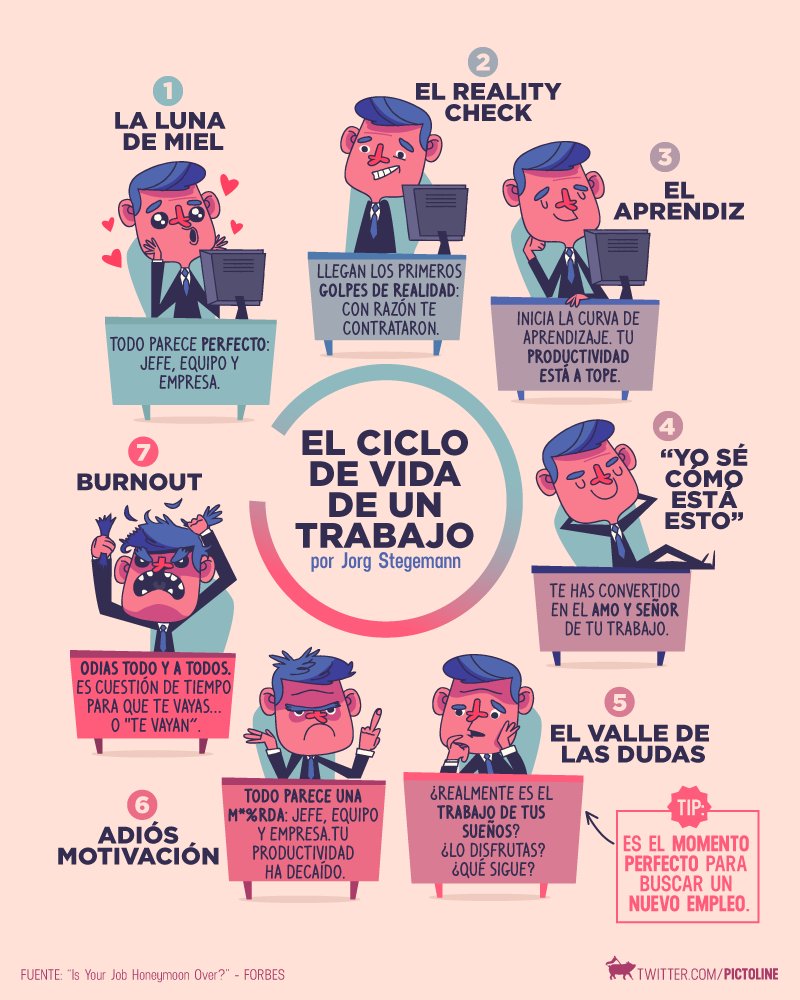 1
LA LUNA
DE MIEL
TODO PARECE PERFECTO:
JEFE, EQUIPO Y
EMPRESA.
2
EL REALITY
CHECK
LLEGAN LOS PRIMEROS
GOLPES DE REALIDAD:
CON RAZÓN TE
CONTRATARON.
3
EL
APRENDIZ
INICIA LA CURVA DE
APRENDIZAJE. TU
PRODUCTIVIDAD
ESTÁ A TOPE.
EL CICLO
DE VIDA
DE UN
TRABAJO
por Jorg Stegemann
4
“YO SÉ
CÓMO
ESTÁ
ESTO”
TE HAS CONVERTIDO
EN EL AMO Y SEÑOR
DE TU TRABAJO.
5
EL VALLE DE
LAS DUDAS
¿REALMENTE ES EL
TRABAJO DE TUS
SUEÑOS?
¿LO DISFRUTAS?
¿QUÉ SIGUE?
TIP:
ES EL MOMENTO
PERFECTO PARA
BUSCAR UN
NUEVO EMPLEO.
6
ADIÓS
MOTIVACIÓN
TODO PARECE UNA
M*%RDA: JEFE, EQUIPO
Y EMPRESA.TU
PRODUCTIVIDAD
HA DECAÍDO.
7
BURNOUT
ODIAS TODO Y A TODOS.
ES CUESTIÓN DE TIEMPO
PARA QUE TE VAYAS...
O "TE VAYAN".
FUENTE: “Is Your Job Honeymoon Over?” - FORBES
TWITTER.COM/PICTOLINE